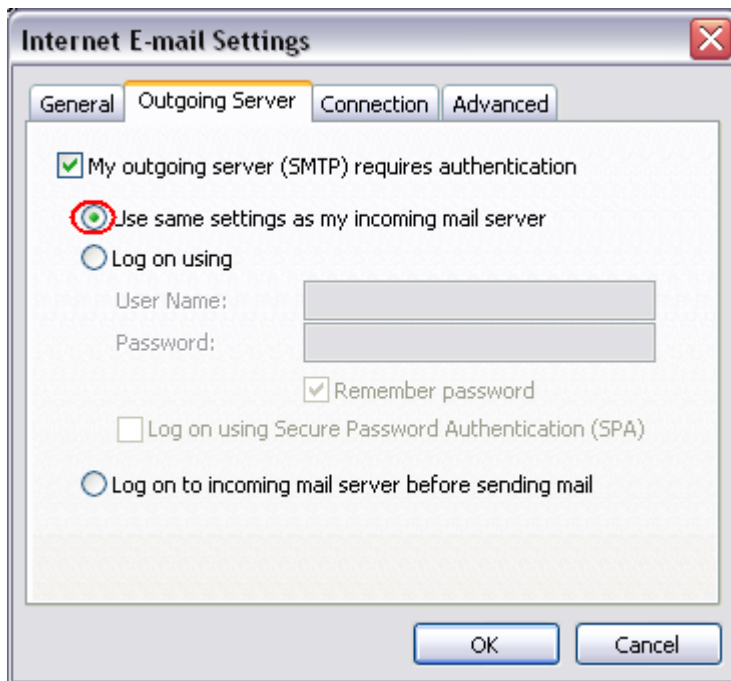 Internet E-mail Settings
General Outgoing Server Connection Advanced
My outgoing server (SMTP) requires authentication
Use same settings as my incoming mail server
Log on using
User Name:
Password:
Remember password
Log on using Secure Password Authentication (SPA)
Log on to incoming mail server before sending mail
OK Cancel